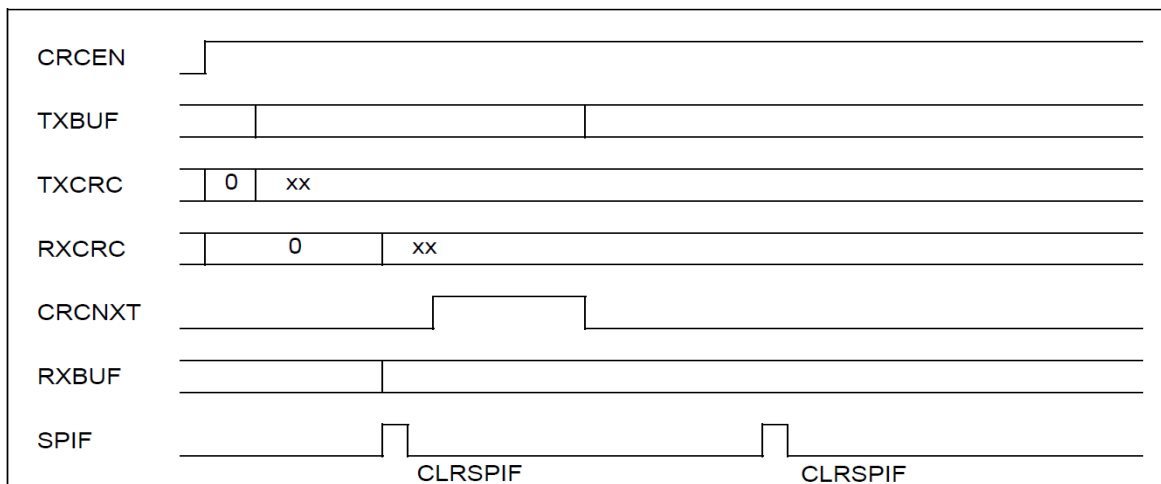 CRCEN
TXBUF
TXCRC 0 xx
RXCRC 0 xx
CRCNXT
RXBUF
SPIF
CLRSPIF CLRSPIF